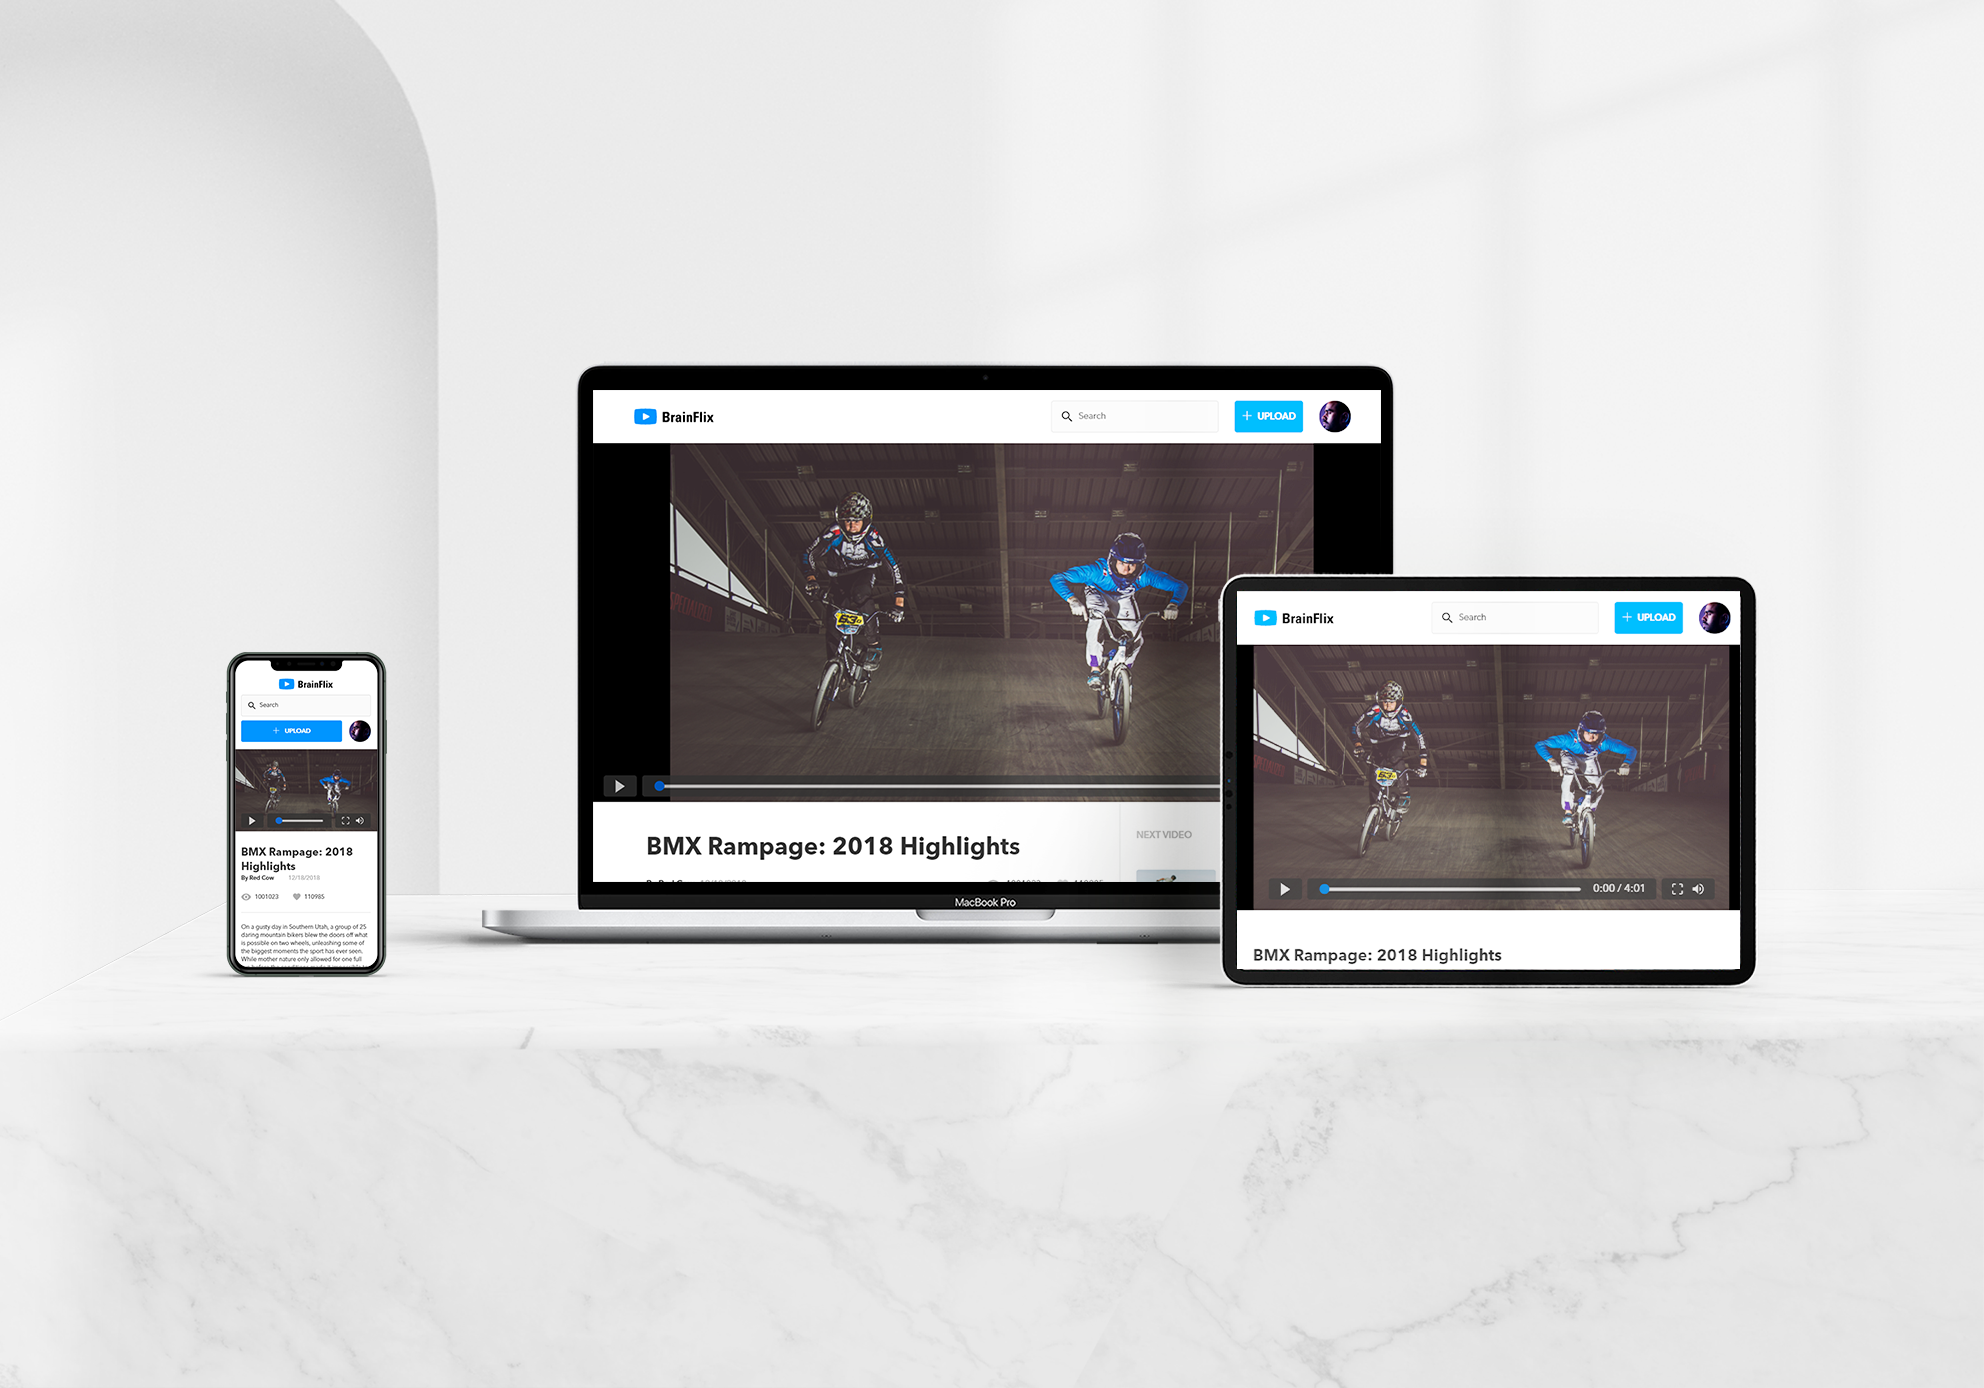 BrainFlix
Search
+ UPLOAD
BMX Rampage: 2018
Highlights
By Red Cow 12/18/2018
1001023 110985
On a gusty day in Southern Utah, a group of 25
daring mountain bikers blew the doors off what
is possible on two wheels, unleashing some of
the biggest moments the sport has ever seen.
While mother nature only allowed for one full
BrainFlix
Search
+ UPLOAD
SPECIALIZED
BMX Rampage: 2018 Highlights
NEXT VIDEO
MacBook Pro
BrainFlix
Search
+ UPLOAD
0:00 / 4:01
BMX Rampage: 2018 Highlights